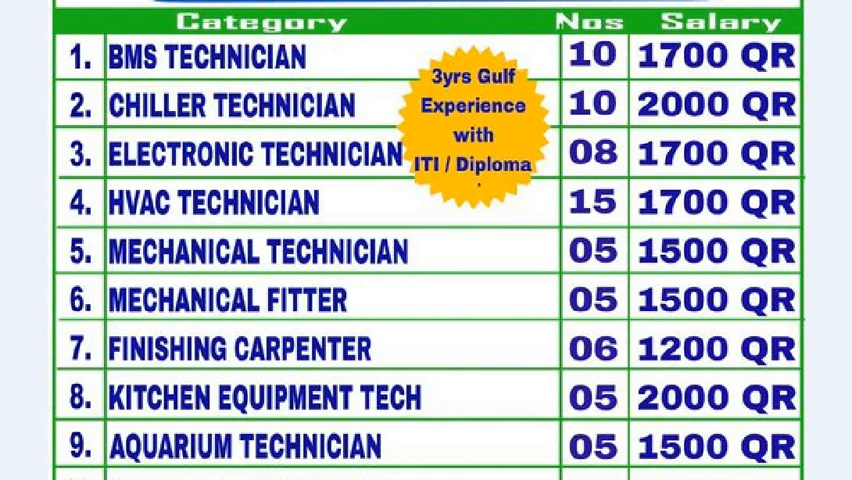 Category Nos Salary
1. BMS TECHNICIAN 10 1700 QR
2. CHILLER TECHNICIAN 10 2000 QR
3. ELECTRONIC TECHNICIAN 08 1700 QR
3yrs Gulf
Experience
with
ITI / Diploma
.
4. HVAC TECHNICIAN 15 1700 QR
5. MECHANICAL TECHNICIAN 05 1500 QR
6. MECHANICAL FITTER 05 1500 QR
7. FINISHING CARPENTER 06 1200 QR
8. KITCHEN EQUIPMENT TECH 05 2000 QR
9. AQUARIUM TECHNICIAN 05 1500 QR